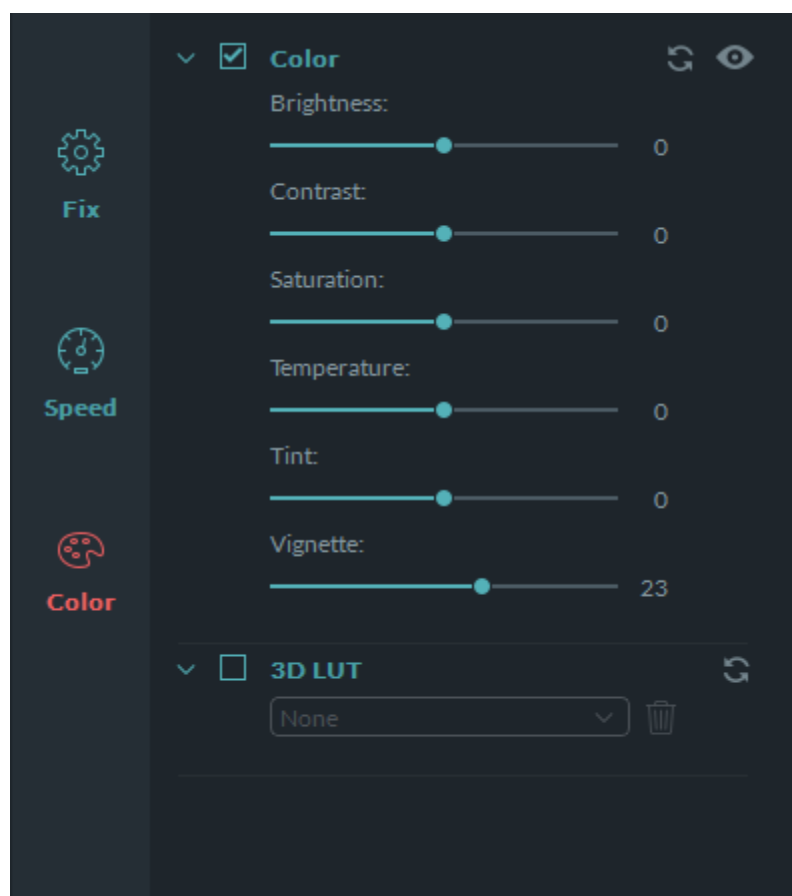 Fix
Speed
Color
Color
Brightness:
0
Contrast:
0
Saturation:
0
Temperature:
0
Tint:
0
Vignette:
23
3D LUT
None